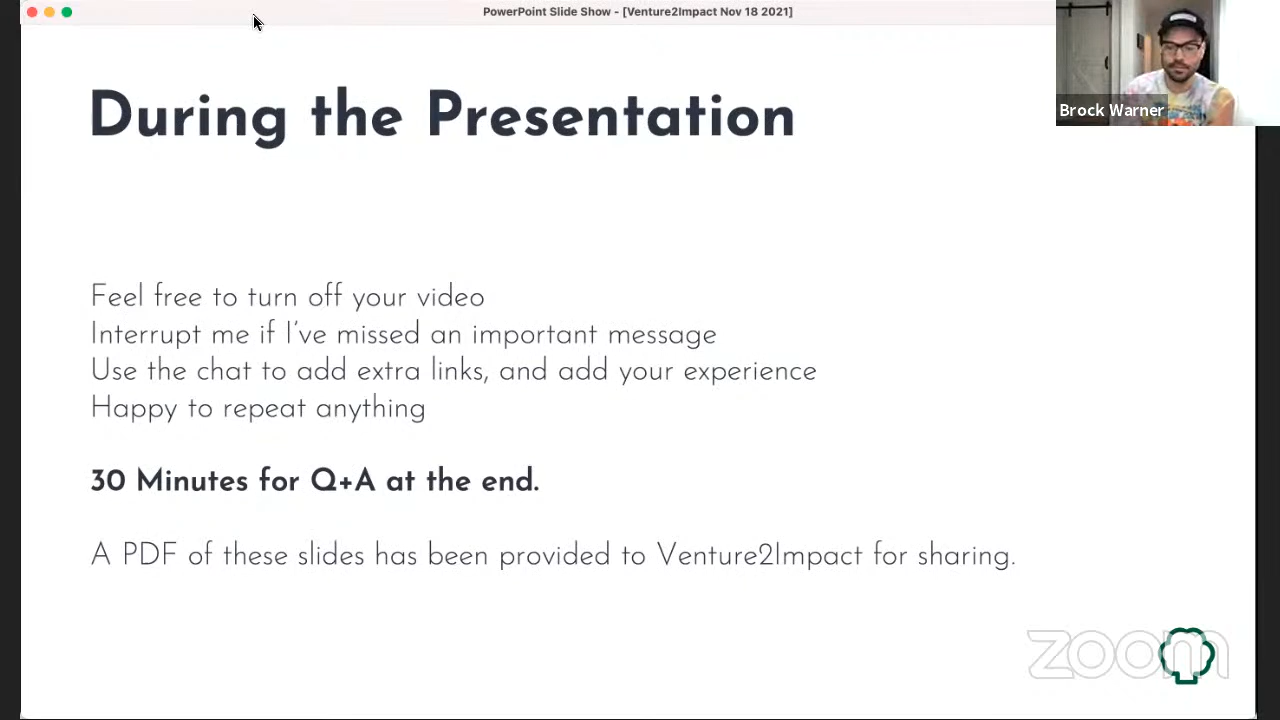 PowerPoint Slide Show - [Venture2Impact Nov 18 2021]
Brock Warner
During the Presentation
Feel free to turn off your video
Interrupt me if I've missed an important message
Use the chat to add extra links, and add your experience
Happy to repeat anything
30 Minutes for Q+A at the end.
A PDF of these slides has been provided to Venture2Impact for sharing.
zoom